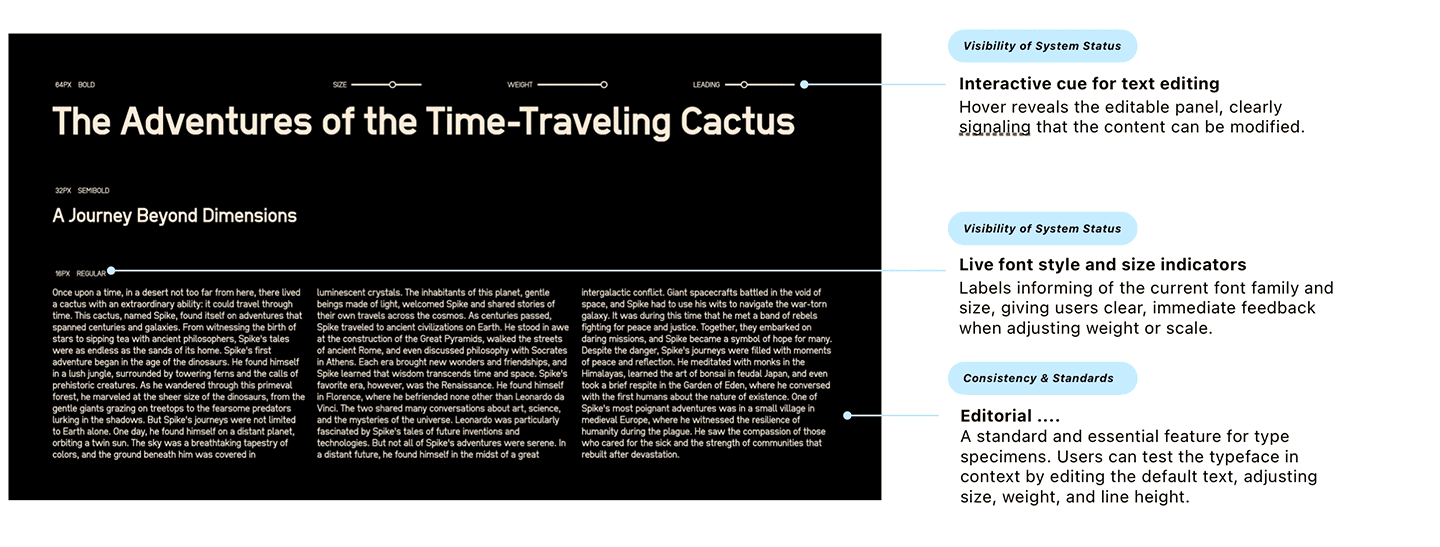 64PX BOLD SIZE WEIGHT LEADING
The Adventures of the Time-Traveling Cactus
32PX SEMIBOLD
A Journey Beyond Dimensions
16PX REGULAR
Once upon a time, in a desert not too far from here, there lived
a cactus with an extraordinary ability: it could travel through
time. This cactus, named Spike, found itself on adventures that
spanned centuries and galaxies. From witnessing the birth of
stars to sipping tea with ancient philosophers, Spike's tales
were as endless as the sands of its home. Spike's first
adventure began in the age of the dinosaurs. He found himself
in a lush jungle, surrounded by towering ferns and the calls of
prehistoric creatures. As he wandered through this primeval
forest, he marveled at the sheer size of the dinosaurs, from the
gentle giants grazing on treetops to the fearsome predators
lurking in the shadows. But Spike's journeys were not limited
to Earth alone. One day, he found himself on a distant planet,
orbiting a twin sun. The sky was a breathtaking tapestry of
colors, and the ground beneath him was covered in
luminescent crystals. The inhabitants of this planet, gentle
beings made of light, welcomed Spike and shared stories of
their own travels across the cosmos. As centuries passed,
Spike traveled to ancient civilizations on Earth. He stood in awe
at the construction of the Great Pyramids, walked the streets
of ancient Rome, and even discussed philosophy with Socrates
in Athens. Each era brought new wonders and friendships, and
Spike learned that wisdom transcends time and space. Spike's
favorite era, however, was the Renaissance. He found himself
in Florence, where he befriended none other than Leonardo da
Vinci. The two shared many conversations about art, science,
and the mysteries of the universe. Leonardo was particularly
fascinated by Spike's tales of future inventions and
technologies. But not all of Spike's adventures were serene. In
a distant future, he found himself in the midst of a great
intergalactic conflict. Giant spacecrafts battled in the void of
space, and Spike had to use his wits to navigate the war-torn
galaxy. It was during this time that he met a band of rebels
fighting for peace and justice. Together, they embarked on
daring missions, and Spike became a symbol of hope for many.
Despite the danger, Spike's journeys were filled with moments
of peace and reflection. He meditated with monks in the
Himalayas, learned the art of bonsai in feudal Japan, and even
took a brief respite in the Garden of Eden, where he conversed
with the first humans about the nature of existence. One of
Spike's most poignant adventures was in a small village in
medieval Europe, where he witnessed the resilience of
humanity during the plague. He saw the compassion of those
who cared for the sick and the strength of communities that
rebuilt after devastation.
Visibility of System Status
Interactive cue for text editing
Hover reveals the editable panel, clearly
signaling that the content can be modified.
Visibility of System Status
Live font style and size indicators
Labels informing of the current font family and
size, giving users clear, immediate feedback
when adjusting weight or scale.
Consistency & Standards
Editorial ....
A standard and essential feature for type
specimens. Users can test the typeface in
context by editing the default text, adjusting
size, weight, and line height.